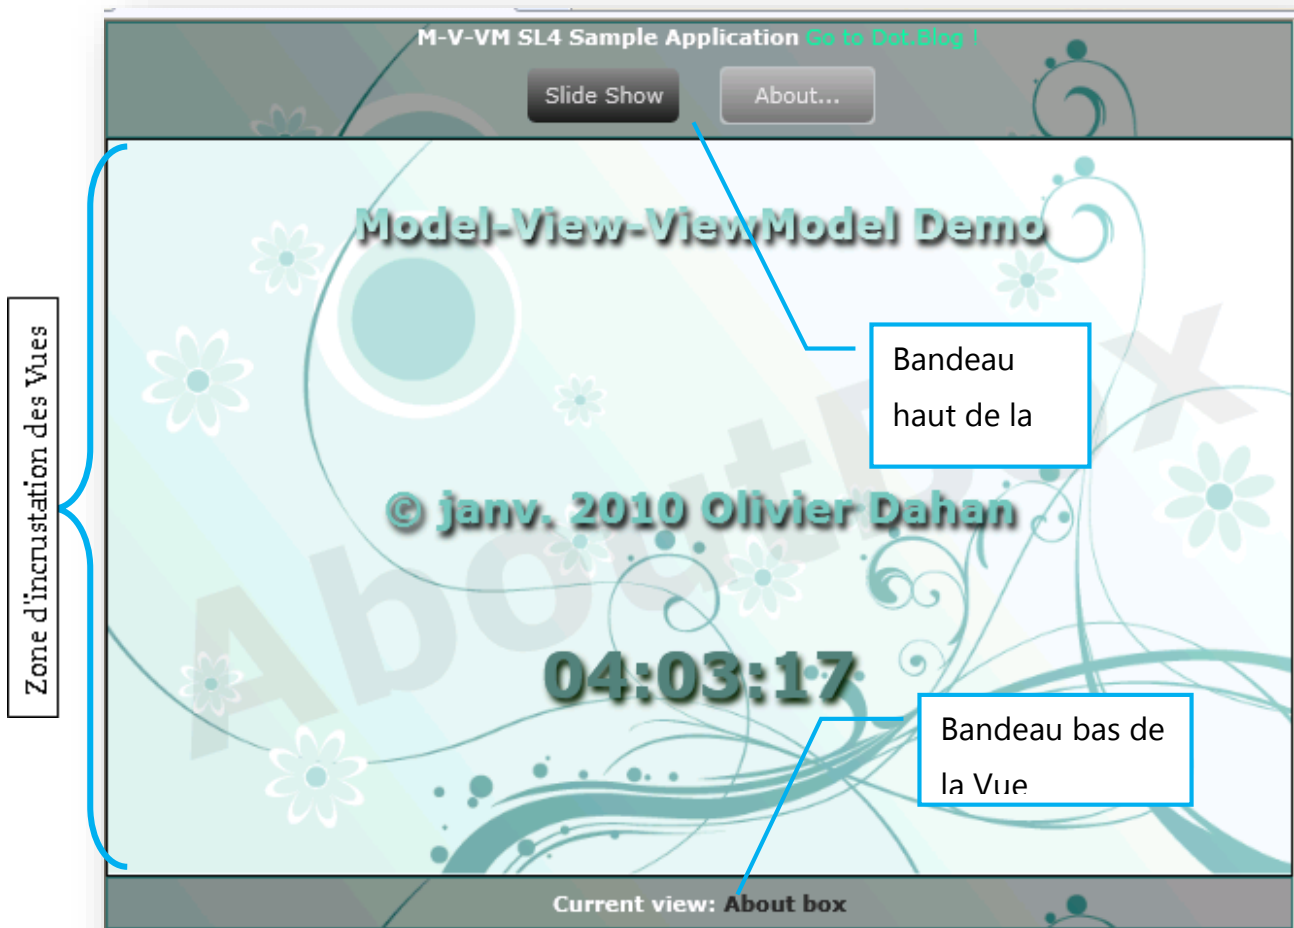 M-V-VM SL4 Sample Application Go to Dot.Blog !
Slide Show
About...
Zone d'incrustation des Vues
Model-View-ViewModel Demo
Bandeau
haut de la
AboutBox
© janv. 2010 Olivier Dahan
04:03:17
Bandeau bas de
la Vue
Current view: About box